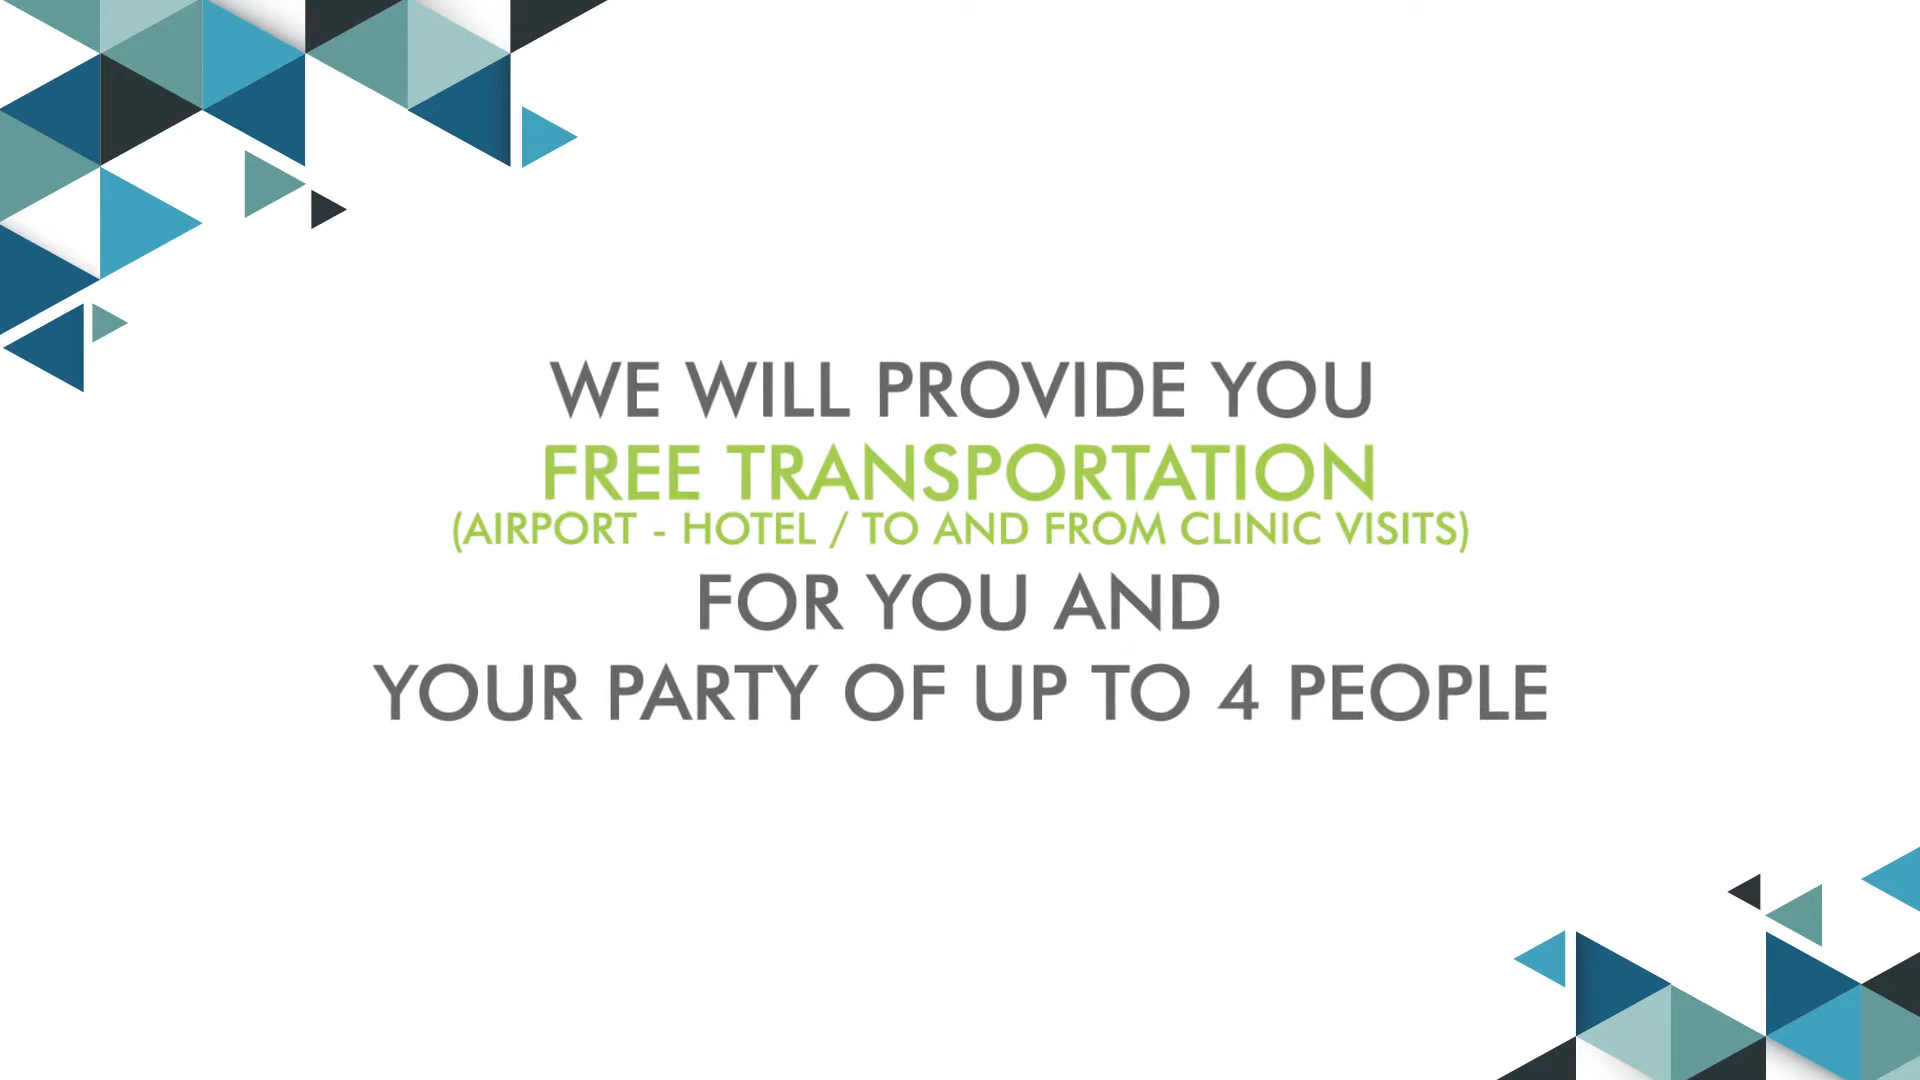 WE WILL PROVIDE YOU
FREE TRANSPORTATION
(AIRPORT - HOTEL / TO AND FROM CLINIC VISITS)
FOR YOU AND
YOUR PARTY OF UP TO 4 PEOPLE